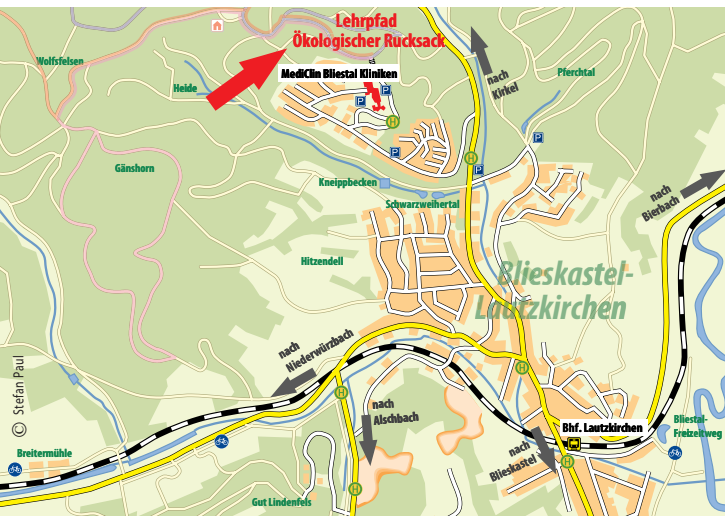 Lehrpfad
Ökologischer Rucksack
Wolfsfelsen
MediClin Bliestal Kliniken
nach
Kirkel
Pferchtal
Heide
P
P
H
P
P
H
P
Gänshorn
Kneippbecken
Schwarzweihertal
nach
Bierbach
Hitzendell
Blieskastel-
Lautzkirchen
nach
Niederwürzbach
H
H
© Stefan Paul
nach
Alschbach
Bhf. Lautzkirchen
Bliestal-
Freizeitweg
nach
Blieskastel
H
Breitermühle
H
Gut Lindenfels